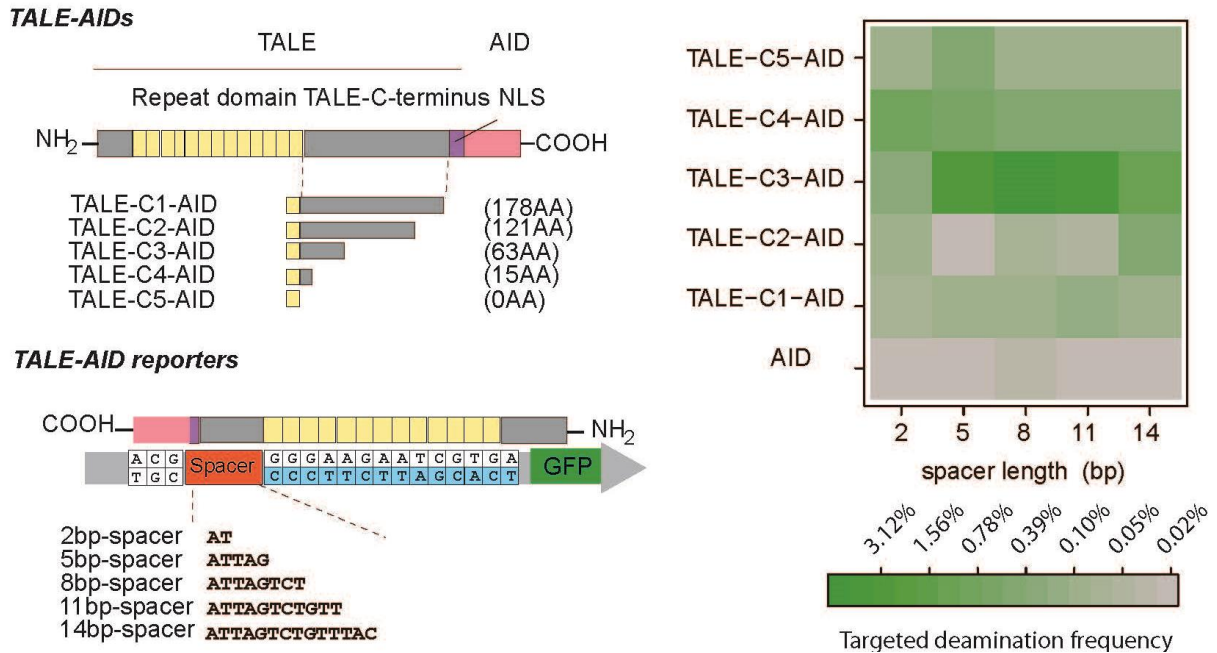 TALE-AIDs
TALE AID
Repeat domain TALE-C-terminus NLS
NH2 COOH
TALE-C1-AID (178AA)
TALE-C2-AID (121AA)
TALE-C3-AID (63AA)
TALE-C4-AID (15AA)
TALE-C5-AID (0AA)
TALE-AID reporters
COOH NH2
A C G Spacer G G G A A G A A T C G T G A GFP
T G C C C C T T C T T A G C A C T
2bp-spacer AT
5bp-spacer ATTAG
8bp-spacer ATTAGTCT
11bp-spacer ATTAGTCTGTT
14bp-spacer ATTAGTCTGTTTAC
TALE-C5-AID
TALE-C4-AID
TALE-C3-AID
TALE-C2-AID
TALE-C1-AID
AID
2 5 8 11 14
spacer length (bp)
3.12% 1.56% 0.78% 0.39% 0.10% 0.05% 0.02%
Targeted deamination frequency